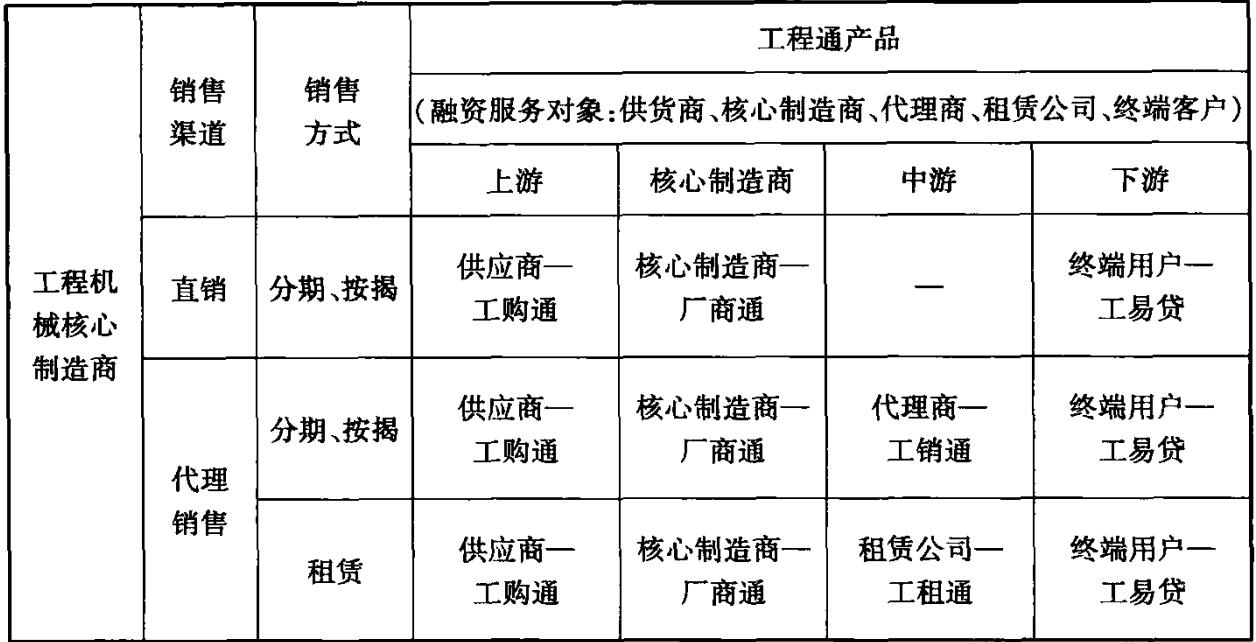 工程通产品
销售
渠道
销售
方式
(融资服务对象:供货商、核心制造商、代理商、租赁公司、终端客户)
上游
核心制造商
中游
下游
工程机
械核心
制造商
直销
分期、按揭
供应商—
工购通
核心制造商—
厂商通
—
终端用户—
工易贷
代理
销售
分期、按揭
供应商—
工购通
核心制造商—
厂商通
代理商—
工销通
终端用户—
工易贷
租赁
供应商—
工购通
核心制造商—
厂商通
租赁公司—
工租通
终端用户—
工易贷